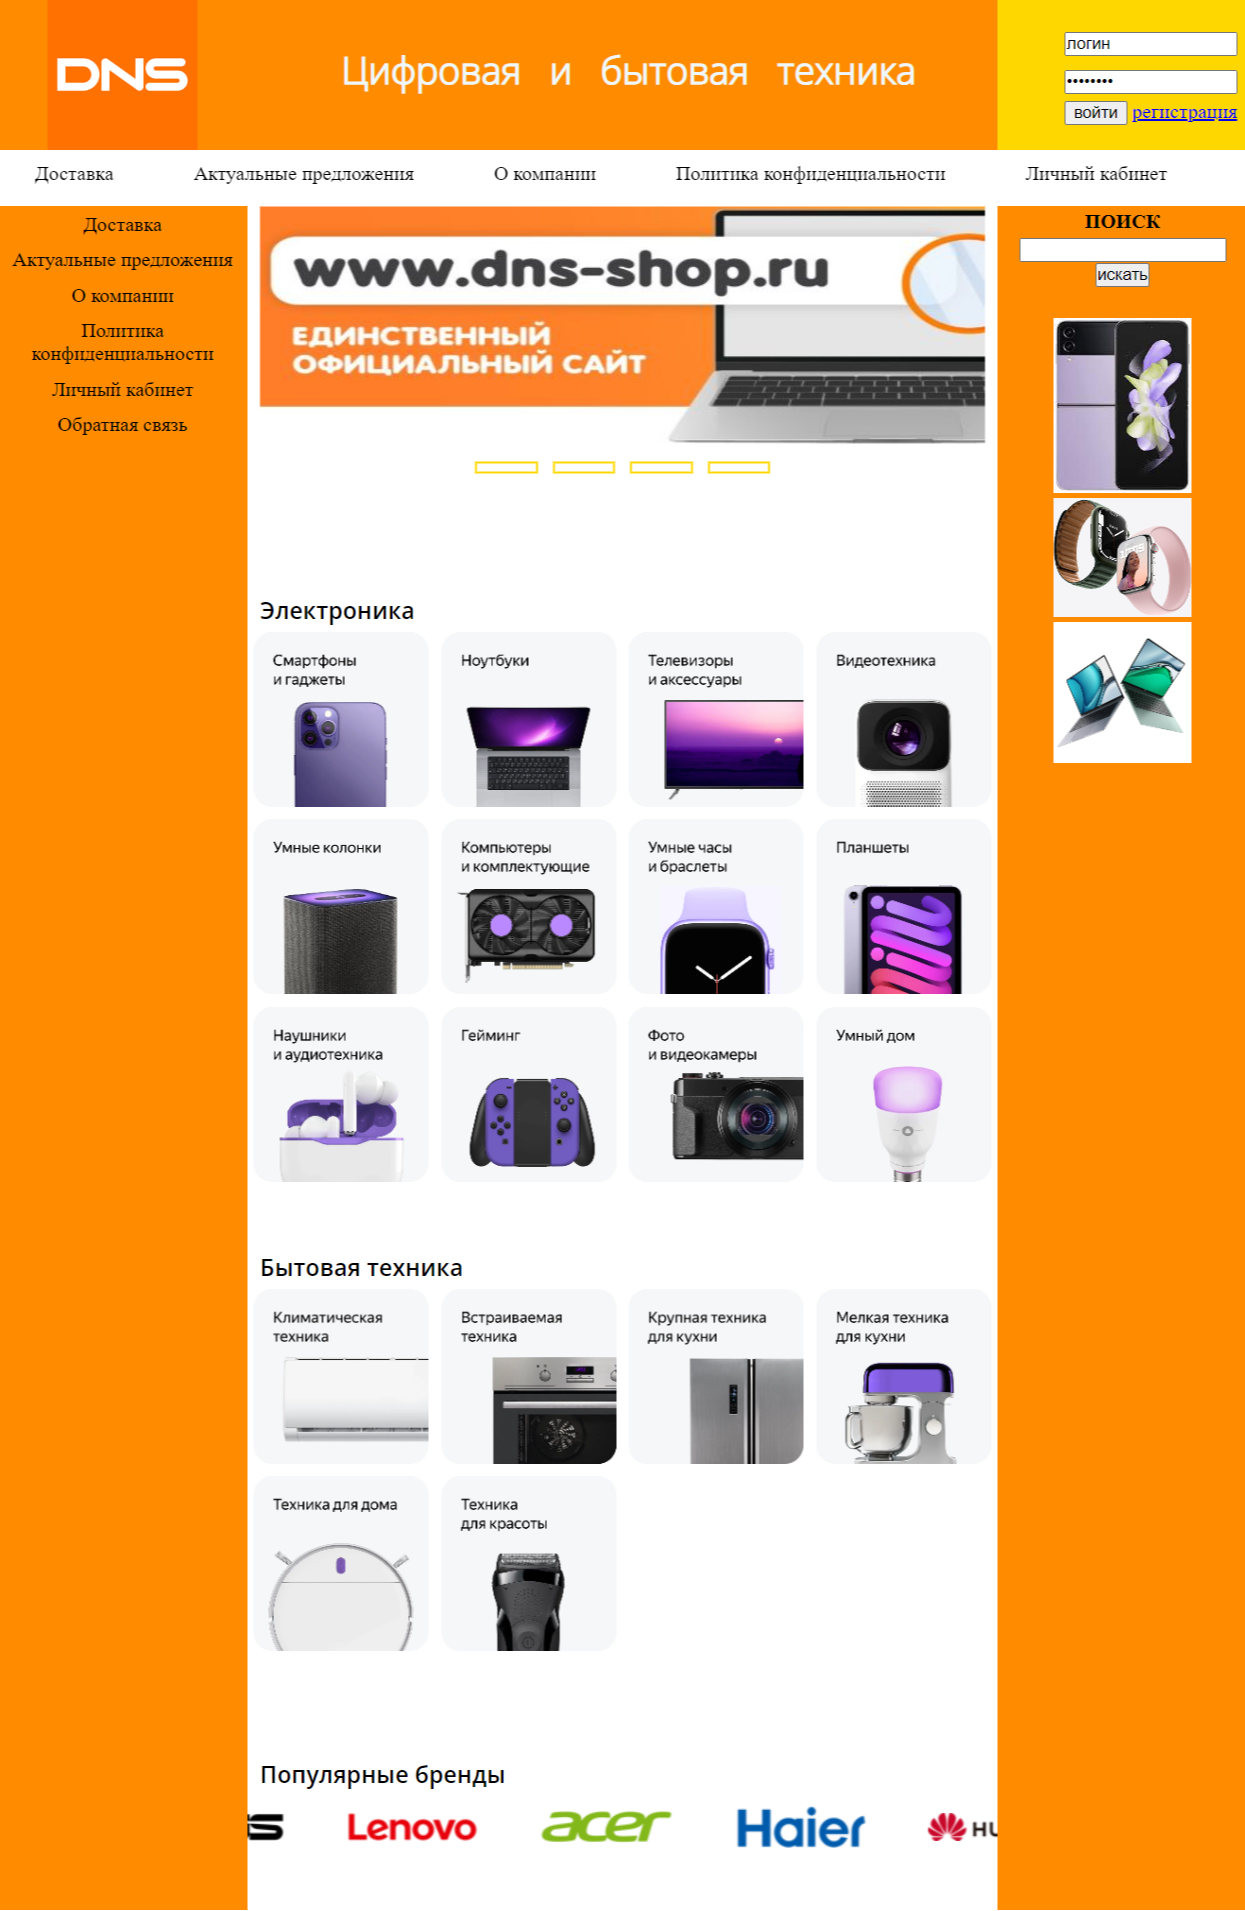 DNS
Цифровая и бытовая техника
логин
••••••••
войти регистрация
Доставка Актуальные предложения О компании Политика конфиденциальности Личный кабинет
Доставка
Актуальные предложения
О компании
Политика
конфиденциальности
Личный кабинет
Обратная связь
www.dns-shop.ru
ЕДИНСТВЕННЫЙ
ОФИЦИАЛЬНЫЙ САЙТ
ПОИСК
искать
Электроника
Смартфоны
и гаджеты
Ноутбуки
Телевизоры
и аксессуары
Видеотехника
Умные колонки
Компьютеры
и комплектующие
Умные часы
и браслеты
Планшеты
Наушники
и аудиотехника
Гейминг
Фото
и видеокамеры
Умный дом
Бытовая техника
Климатическая
техника
Встраиваемая
техника
Крупная техника
для кухни
Мелкая техника
для кухни
Техника для дома
Техника
для красоты
Популярные бренды
S Lenovo acer Haier HU